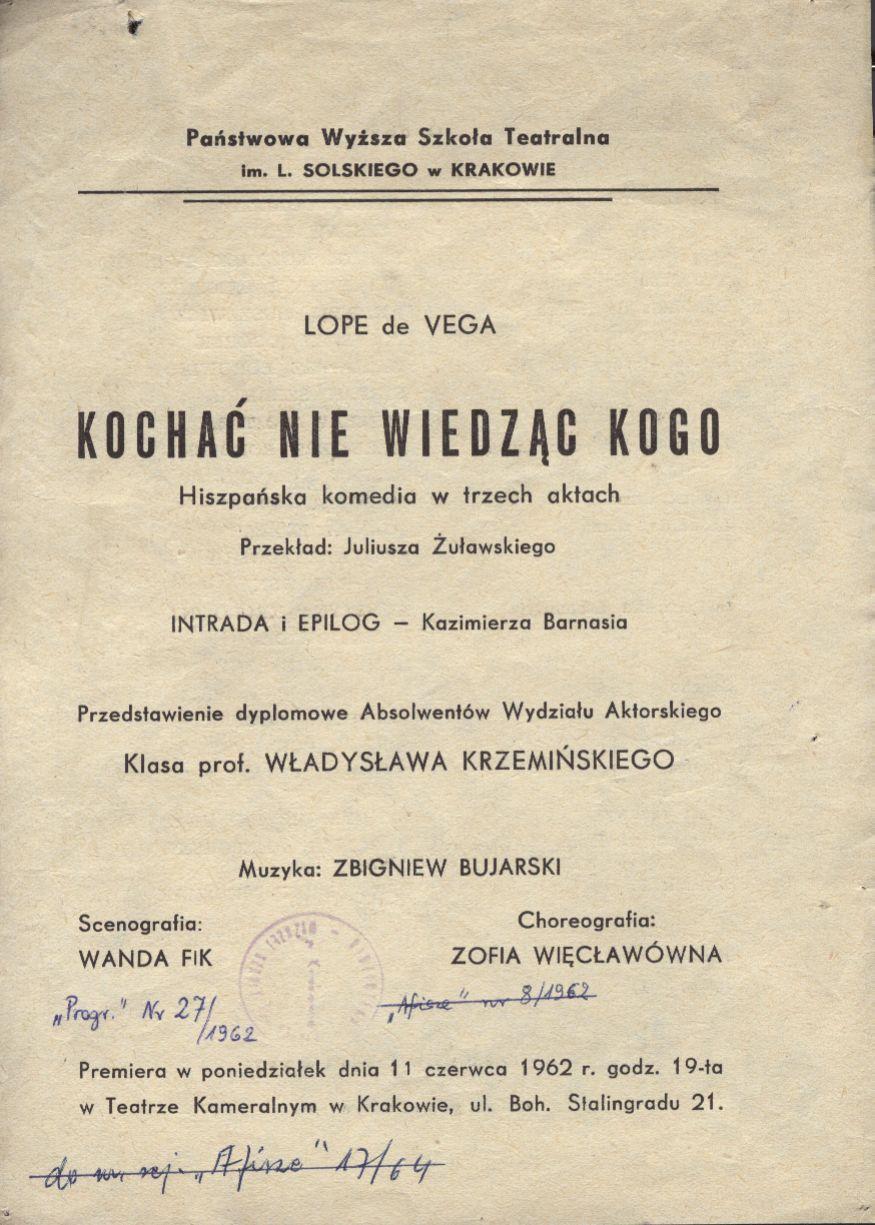 Państwowa Wyższa Szkoła Teatralna
im. L. SOLSKIEGO w KRAKOWIE
LOPE de VEGA
KOCHAĆ NIE WIEDZĄC KOGO
Hiszpańska komedia w trzech aktach
Przekład: Juliusza Żuławskiego
INTRADA i EPILOG – Kazimierza Barnasia
Przedstawienie dyplomowe Absolwentów Wydziału Aktorskiego
Klasa prof. WŁADYSŁAWA KRZEMIŃSKIEGO
Muzyka: ZBIGNIEW BUJARSKI
Scenografia:
WANDA FIK
Choreografia:
ZOFIA WIĘCŁAWÓWNA
„Progr." Nr 27/
/1962
„Afisze" nr 8/1962
Premiera w poniedziałek dnia 11 czerwca 1962 r. godz. 19-ta
w Teatrze Kameralnym w Krakowie, ul. Boh. Stalingradu 21.
do nr. rej. „Afisze" 17/64